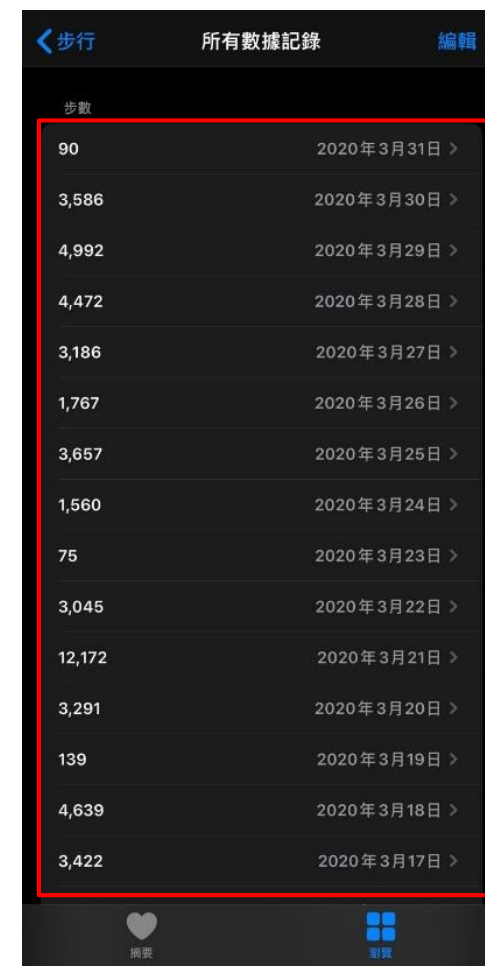 步行 所有數據記錄 編輯
步數
90 2020年3月31日
3,586 2020年3月30日
4,992 2020年3月29日
4,472 2020年3月28日
3,186 2020年3月27日
1,767 2020年3月26日
3,657 2020年3月25日
1,560 2020年3月24日
75 2020年3月23日
3,045 2020年3月22日
12,172 2020年3月21日
3,291 2020年3月20日
139 2020年3月19日
4,639 2020年3月18日
3,422 2020年3月17日
摘要 瀏覽